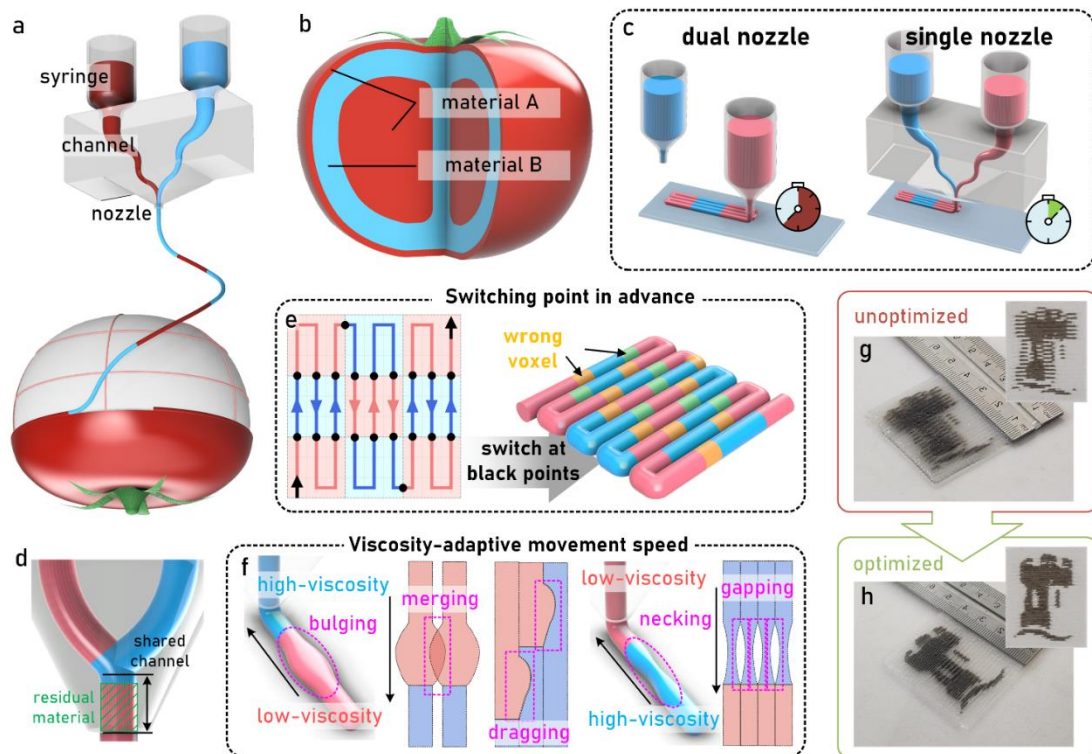 a
syringe
channel
nozzle
b
material A
material B
c
dual nozzle
single nozzle
Switching point in advance
e
wrong
voxel
switch at
black points
unoptimized
g
optimized
h
d
shared
channel
residual
material
Viscosity-adaptive movement speed
f
high-viscosity
bulging
low-viscosity
merging
dragging
low-viscosity
necking
high-viscosity
gapping